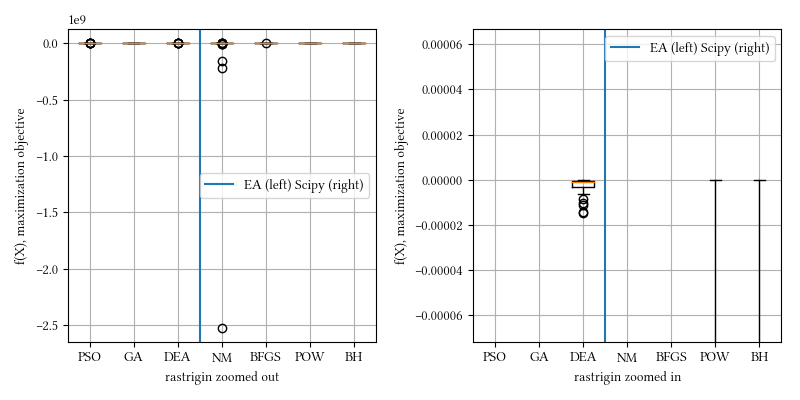 1e9
0.0
−0.5
−1.0
−1.5
−2.0
−2.5
f(X), maximization objective
EA (left) Scipy (right)
PSO GA DEA NM BFGS POW BH
rastrigin zoomed out
0.00006
0.00004
0.00002
0.00000
−0.00002
−0.00004
−0.00006
f(X), maximization objective
EA (left) Scipy (right)
PSO GA DEA NM BFGS POW BH
rastrigin zoomed in